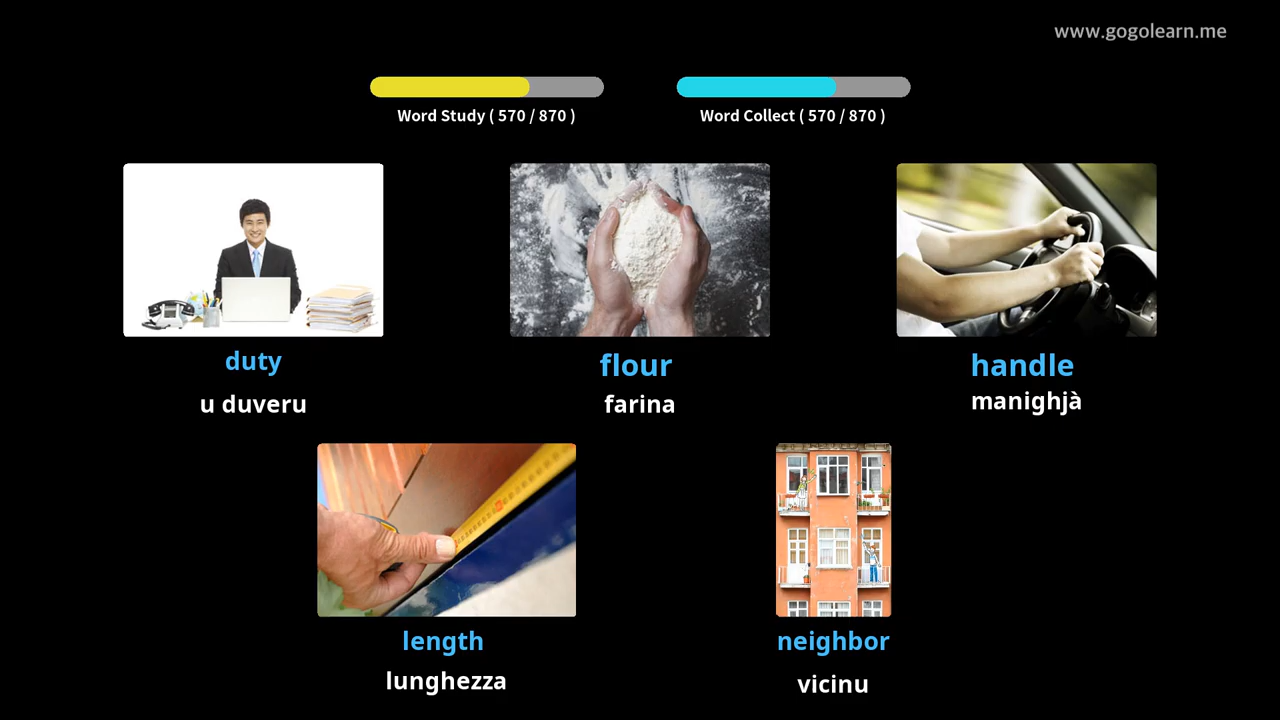 www.gogolearn.me
Word Study ( 570 / 870 )
Word Collect ( 570 / 870 )
duty
u duveru
flour
farina
handle
manighjà
length
lunghezza
neighbor
vicinu